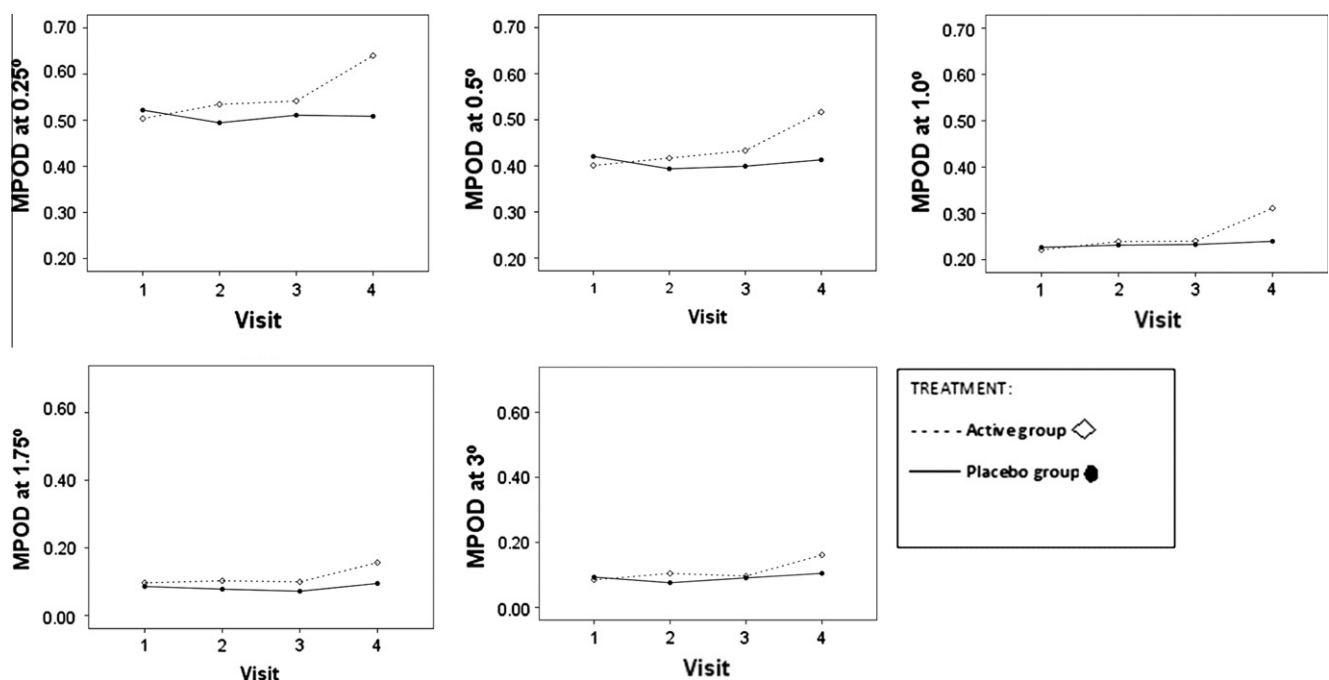 MPOD at 0.25º
0.70
0.60
0.50
0.40
0.30
0.20
1 2 3 4
Visit
MPOD at 0.5º
0.70
0.60
0.50
0.40
0.30
0.20
1 2 3 4
Visit
MPOD at 1.0º
0.70
0.60
0.50
0.40
0.30
0.20
1 2 3 4
Visit
MPOD at 1.75º
0.60
0.40
0.20
0.00
1 2 3 4
Visit
MPOD at 3º
0.60
0.40
0.20
0.00
1 2 3 4
Visit
TREATMENT:
Active group
Placebo group